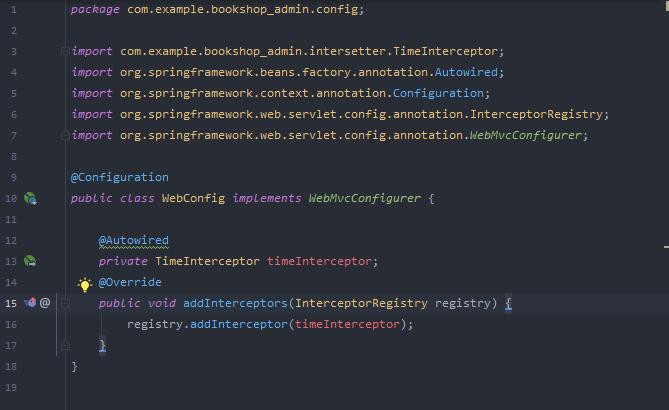 1 package com.example.bookshop_admin.config;
2
3 import com.example.bookshop_admin.intersetter.TimeInterceptor;
4 import org.springframework.beans.factory.annotation.Autowired;
5 import org.springframework.context.annotation.Configuration;
6 import org.springframework.web.servlet.config.annotation.InterceptorRegistry;
7 import org.springframework.web.servlet.config.annotation.WebMvcConfigurer;
8
9 @Configuration
10 public class WebConfig implements WebMvcConfigurer {
11
12 @Autowired
13 private TimeInterceptor timeInterceptor;
14 @Override
15 @ public void addInterceptors(InterceptorRegistry registry) {
16 registry.addInterceptor(timeInterceptor);
17 }
18 }
19